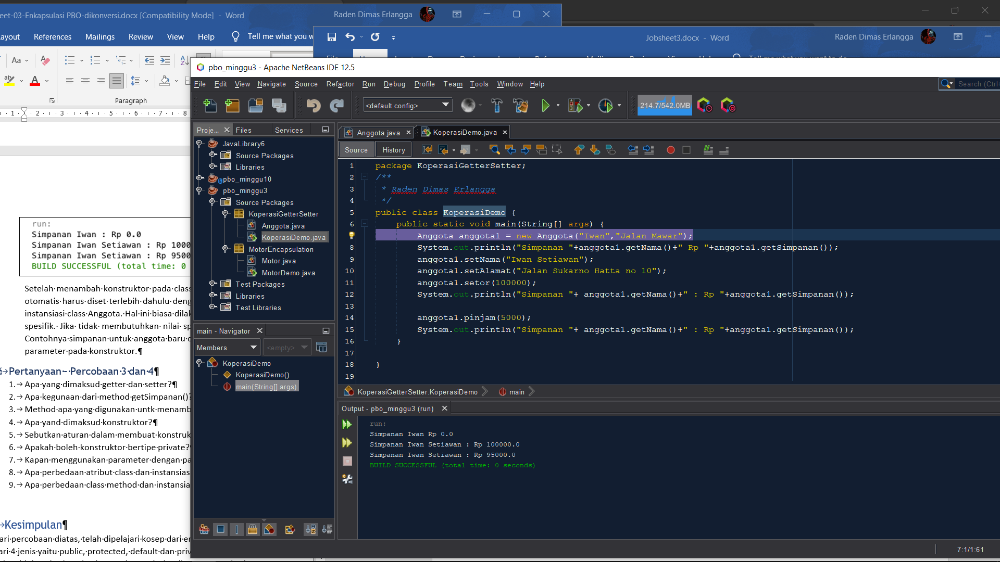 eet-03-Enkapsulasi PBO-dikonversi.docx [Compatibility Mode] - Word
Raden Dimas Erlangga
ayout References Mailings Review View Help Tell me what you w
Paragraph
1 2 3 4 5 6 7 8
run:
Simpanan Iwan : Rp 0.0
Simpanan Iwan Setiawan : Rp 1000
Simpanan Iwan Setiawan : Rp 9500
BUILD SUCCESSFUL (total time: 0
Setelah menambah konstruktor pada class
otomatis harus diset terlebih dahulu deng
instansiasi class Anggota. Hal ini biasa dilak
spesifik. Jika tidak membutuhkan nilai sp
Contohnya simpanan untuk anggota baru d
parameter pada konstruktor.¶
Pertanyaan – Percobaan 3 dan 4¶
1. Apa yang dimaksud getter dan setter?¶
2. Apa kegunaan dari method getSimpanan()?
3. Method apa yang digunakan untk menamb
4. Apa yand dimaksud konstruktor?¶
5. Sebutkan aturan dalam membuat konstruk
6. Apakah boleh konstruktor bertipe private?
7. Kapan menggunakan parameter dengan pa
8. Apa perbedaan atribut class dan instansias
9. Apa perbedaan class method dan instansia
Kesimpulan¶
ari percobaan diatas, telah dipelajari kosep dari en
ari 4 jenis yaitu public, protected, default dan priv
Jobsheet3.docx - Word
Raden Dimas Erlangga
pbo_minggu3 - Apache NetBeans IDE 12.5
File Edit View Navigate Source Refactor Run Debug Profile Team Tools Window Help
Search (Ctrl+
<default config>
214.7/542.0MB
Proje... Files Services
JavaLibrary6
Source Packages
Libraries
pbo_minggu10
pbo_minggu3
Source Packages
KoperasiGetterSetter
Anggota.java
KoperasiDemo.java
MotorEncapsulation
Motor.java
MotorDemo.java
Test Packages
Libraries
Test Libraries
main - Navigator
Members <empty>
KoperasiDemo
KoperasiDemo()
main(String[] args)
Anggota.java KoperasiDemo.java
Source History
1 package KoperasiGetterSetter;
2 /**
3 * Raden Dimas Erlangga
4 */
5 public class KoperasiDemo {
6 public static void main(String[] args) {
Anggota anggota1 = new Anggota("Iwan","Jalan Mawar");
8 System.out.println("Simpanan "+anggota1.getNama()+" Rp "+anggota1.getSimpanan());
9 anggota1.setNama("Iwan Setiawan");
10 anggota1.setAlamat("Jalan Sukarno Hatta no 10");
11 anggota1.setor(100000);
12 System.out.println("Simpanan "+ anggota1.getNama()+" : Rp "+anggota1.getSimpanan());
13
14 anggota1.pinjam(5000);
15 System.out.println("Simpanan "+ anggota1.getNama()+" : Rp "+anggota1.getSimpanan());
16 }
17
18 }
19
KoperasiGetterSetter.KoperasiDemo main
Output - pbo_minggu3 (run)
run:
Simpanan Iwan Rp 0.0
Simpanan Iwan Setiawan : Rp 100000.0
Simpanan Iwan Setiawan : Rp 95000.0
BUILD SUCCESSFUL (total time: 0 seconds)
7:1/1:61